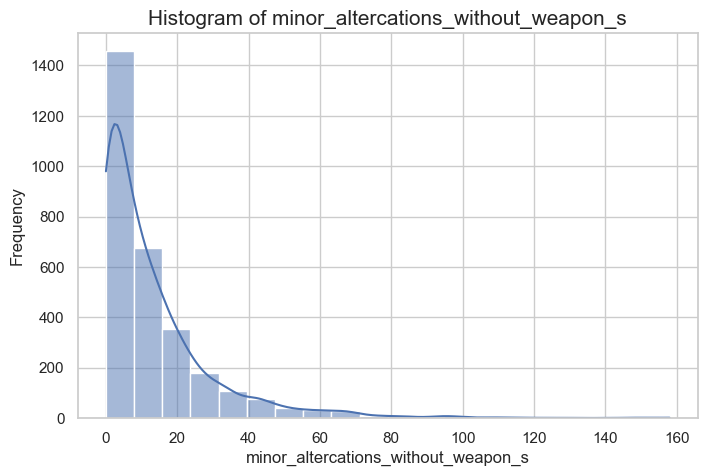 Histogram of minor_altercations_without_weapon_s
1400
1200
1000
800
600
400
200
0
Frequency
0 20 40 60 80 100 120 140 160
minor_altercations_without_weapon_s